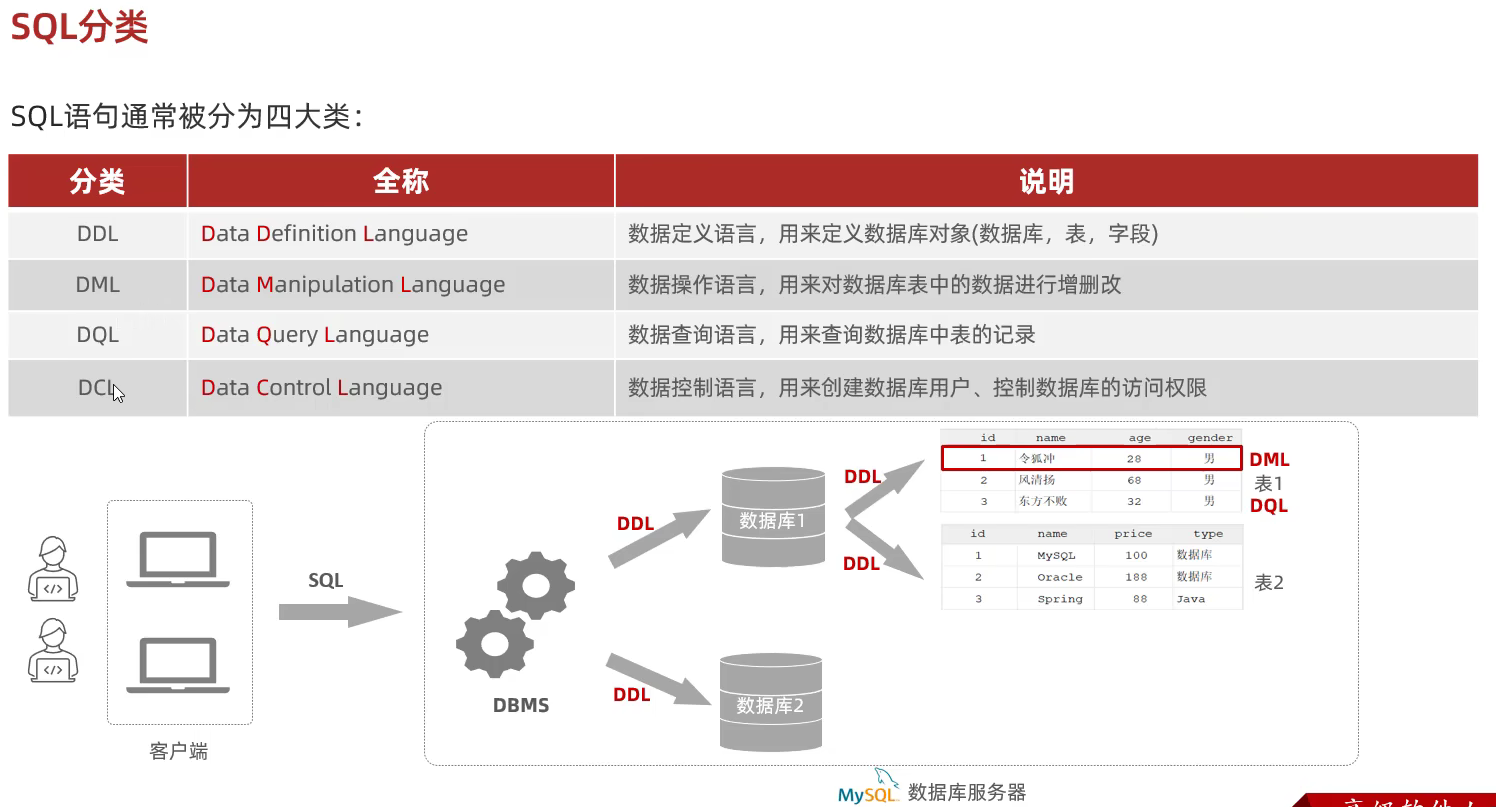 SQL分类
SQL语句通常被分为四大类：
分类 全称 说明
DDL Data Definition Language 数据定义语言，用来定义数据库对象(数据库，表，字段)
DML Data Manipulation Language 数据操作语言，用来对数据库表中的数据进行增删改
DQL Data Query Language 数据查询语言，用来查询数据库中表的记录
DCL Data Control Language 数据控制语言，用来创建数据库用户、控制数据库的访问权限
</>
</>
客户端
SQL
DBMS
DDL
DDL
数据库1
数据库2
DDL
DDL
id name age gender
1 令狐冲 28 男
2 风清扬 68 男
3 东方不败 32 男
DML
表1
DQL
id name price type
1 MySQL 100 数据库
2 Oracle 188 数据库
3 Spring 88 Java
表2
MySQL 数据库服务器